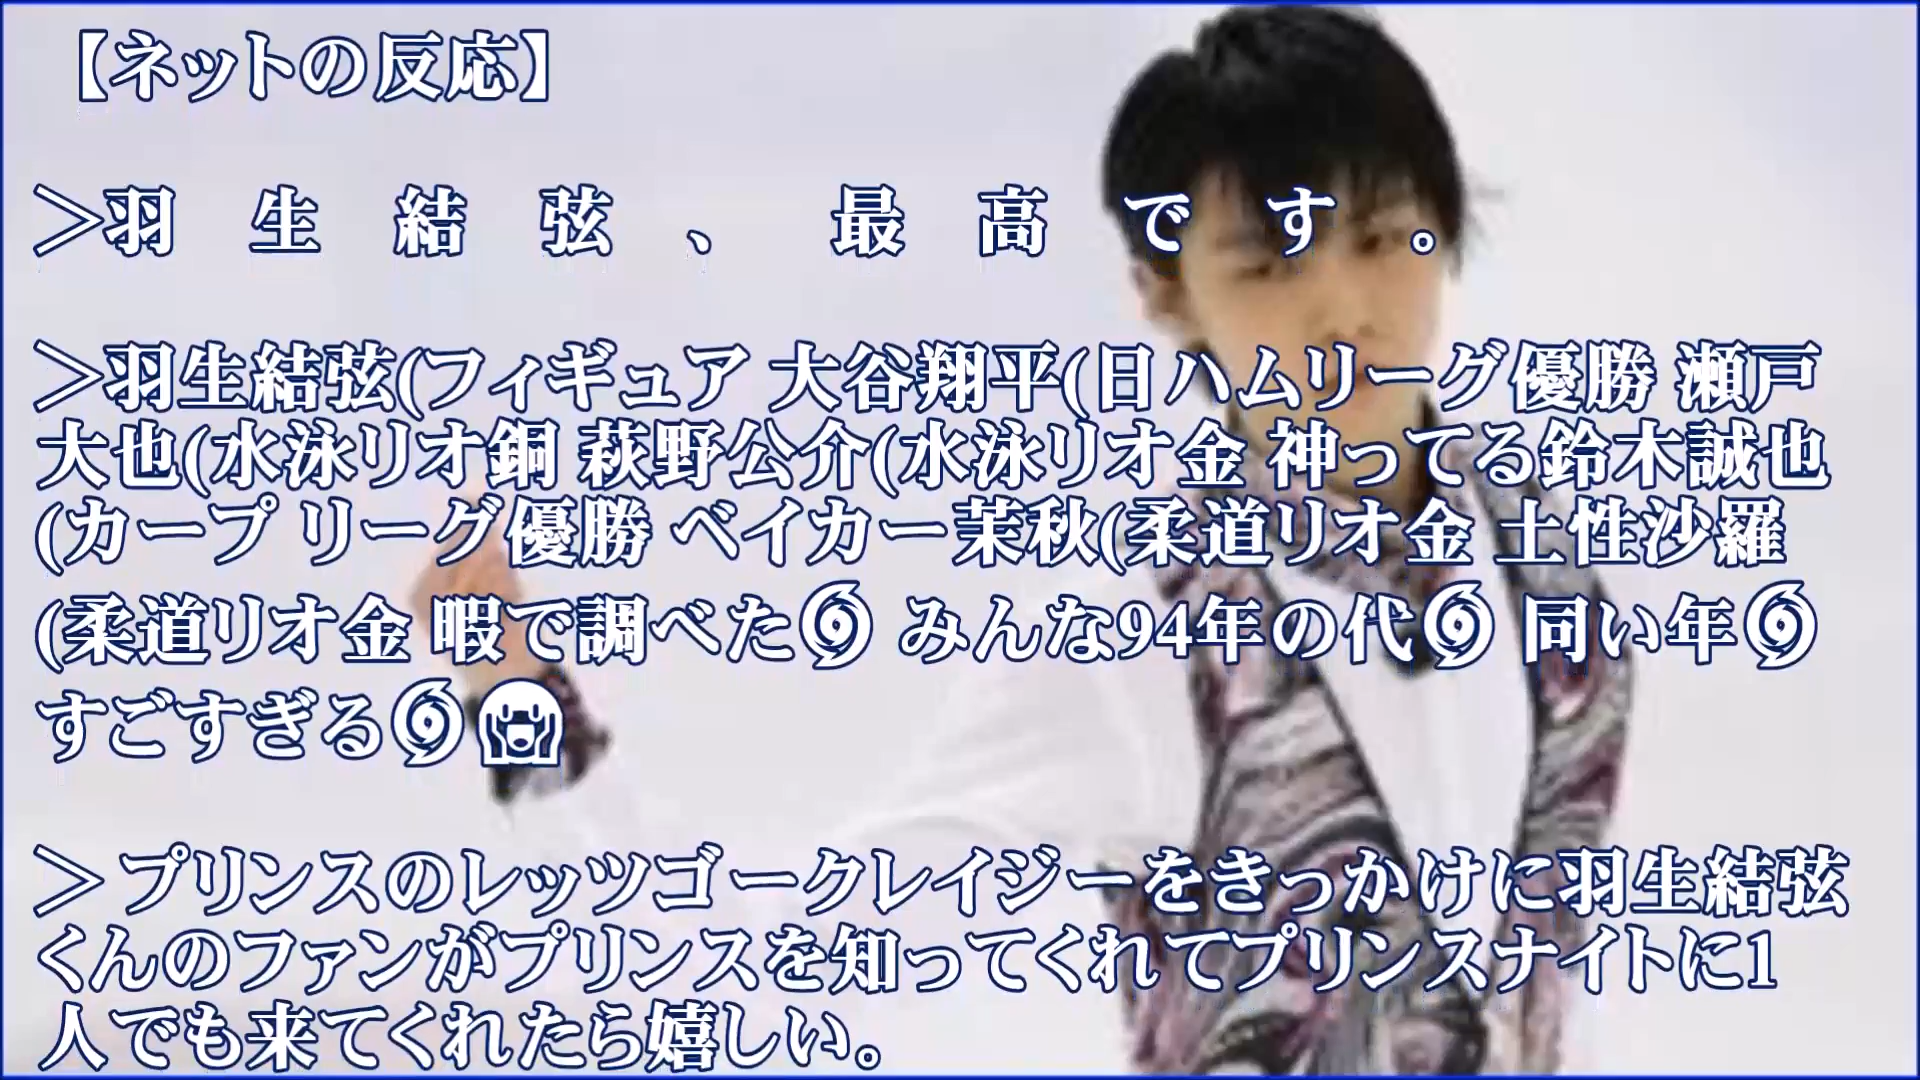 【ネットの反応】
＞羽　生　結　弦　、　最　高　で　す　。
＞羽生結弦(フィギュア 大谷翔平(日ハムリーグ優勝 瀬戸
大也(水泳リオ銅 萩野公介(水泳リオ金 神ってる鈴木誠也
(カープ リーグ優勝 ベイカー茉秋(柔道リオ金 土性沙羅
(柔道リオ金 暇で調べた🌀 みんな94年の代🌀 同い年🌀
すごすぎる🌀😱
＞プリンスのレッツゴークレイジーをきっかけに羽生結弦
くんのファンがプリンスを知ってくれてプリンスナイトに1
人でも来てくれたら嬉しい。